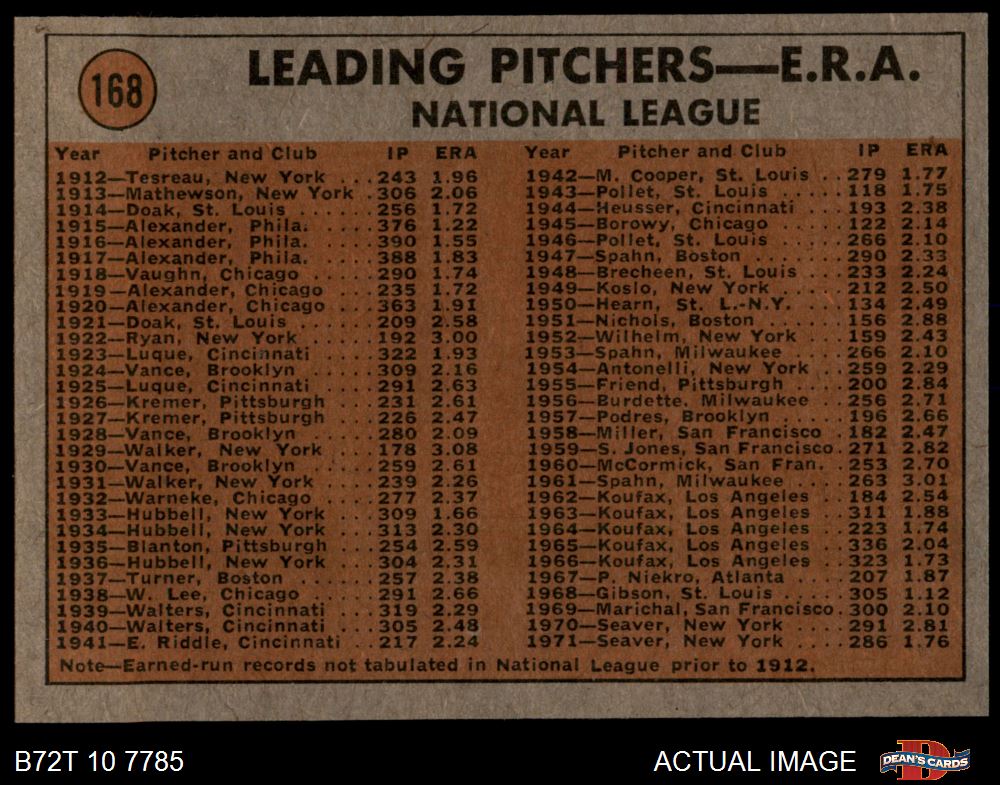 168
LEADING PITCHERS—E.R.A.
NATIONAL LEAGUE
Year Pitcher and Club IP ERA
1912—Tesreau, New York ... 243 1.96
1913—Mathewson, New York . 306 2.06
1914—Doak, St. Louis ...... 256 1.72
1915—Alexander, Phila. .... 376 1.22
1916—Alexander, Phila. .... 390 1.55
1917—Alexander, Phila. .... 388 1.83
1918—Vaughn, Chicago .... 290 1.74
1919—Alexander, Chicago ... 235 1.72
1920—Alexander, Chicago ... 363 1.91
1921—Doak, St. Louis ...... 209 2.58
1922—Ryan, New York ..... 192 3.00
1923—Luque, Cincinnati .... 322 1.93
1924—Vance, Brooklyn ..... 309 2.16
1925—Luque, Cincinnati .... 291 2.63
1926—Kremer, Pittsburgh ... 231 2.61
1927—Kremer, Pittsburgh ... 226 2.47
1928—Vance, Brooklyn ..... 280 2.09
1929—Walker, New York ... 178 3.08
1930—Vance, Brooklyn ..... 259 2.61
1931—Walker, New York .... 239 2.26
1932—Warneke, Chicago .... 277 2.37
1933—Hubbell, New York ... 309 1.66
1934—Hubbell, New York ... 313 2.30
1935—Blanton, Pittsburgh ... 254 2.59
1936—Hubbell, New York ... 304 2.31
1937—Turner, Boston ...... 257 2.38
1938—W. Lee, Chicago ..... 291 2.66
1939—Walters, Cincinnati ... 319 2.29
1940—Walters, Cincinnati ... 305 2.48
1941—E. Riddle, Cincinnati .. 217 2.24
Year Pitcher and Club IP ERA
1942—M. Cooper, St. Louis .. 279 1.77
1943—Pollet, St. Louis ..... 118 1.75
1944—Heusser, Cincinnati ... 193 2.38
1945—Borowy, Chicago ..... 122 2.14
1946—Pollet, St. Louis ..... 266 2.10
1947—Spahn, Boston ....... 290 2.33
1948—Brecheen, St. Louis ... 233 2.24
1949—Koslo, New York .... 212 2.50
1950—Hearn, St. L.-N.Y. ... 134 2.49
1951—Nichols, Boston ...... 156 2.88
1952—Wilhelm, New York ... 159 2.43
1953—Spahn, Milwaukee .... 266 2.10
1954—Antonelli, New York .. 259 2.29
1955—Friend, Pittsburgh .... 200 2.84
1956—Burdette, Milwaukee .. 256 2.71
1957—Podres, Brooklyn ..... 196 2.66
1958—Miller, San Francisco . 182 2.47
1959—S. Jones, San Francisco . 271 2.82
1960—McCormick, San Fran. . 253 2.70
1961—Spahn, Milwaukee .... 263 3.01
1962—Koufax, Los Angeles .. 184 2.54
1963—Koufax, Los Angeles .. 311 1.88
1964—Koufax, Los Angeles .. 223 1.74
1965—Koufax, Los Angeles .. 336 2.04
1966—Koufax, Los Angeles .. 323 1.73
1967—P. Niekro, Atlanta .... 207 1.87
1968—Gibson, St. Louis ..... 305 1.12
1969—Marichal, San Francisco . 300 2.10
1970—Seaver, New York .... 291 2.81
1971—Seaver, New York .... 286 1.76
Note—Earned-run records not tabulated in National League prior to 1912.
B72T 10 7785 ACTUAL IMAGE
D
DEAN'S CARDS